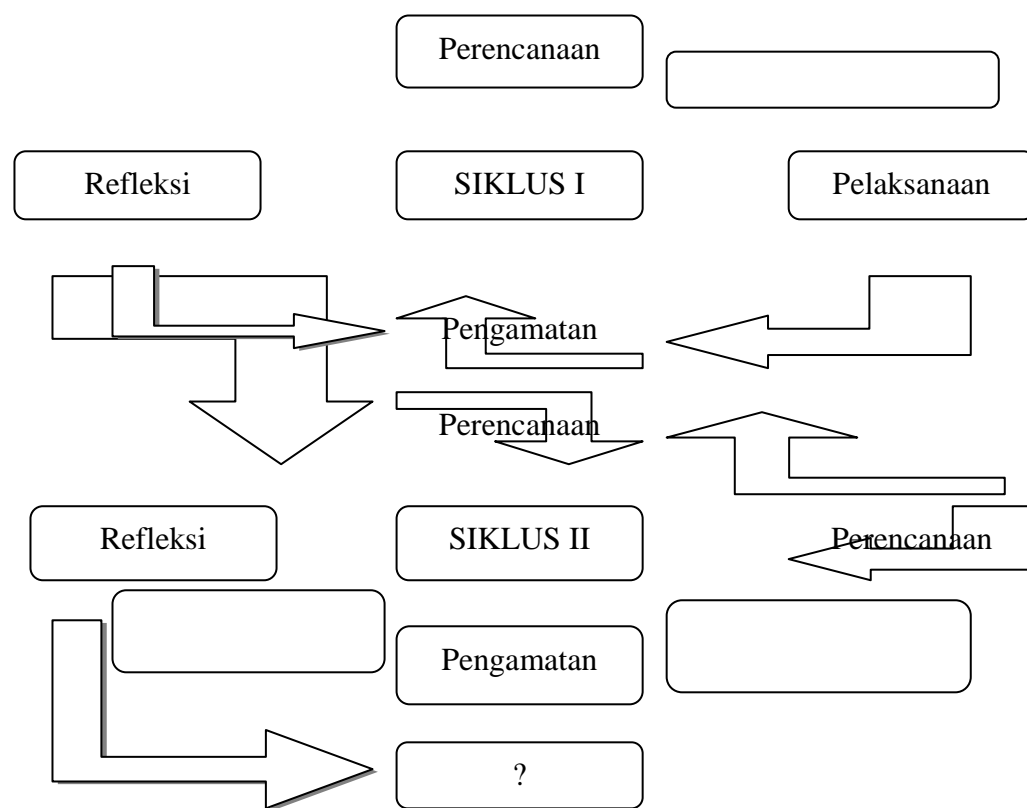 Perencanaan
Refleksi
SIKLUS I
Pelaksanaan
Pengamatan
Perencanaan
Refleksi
SIKLUS II
Perencanaan
Pengamatan
?